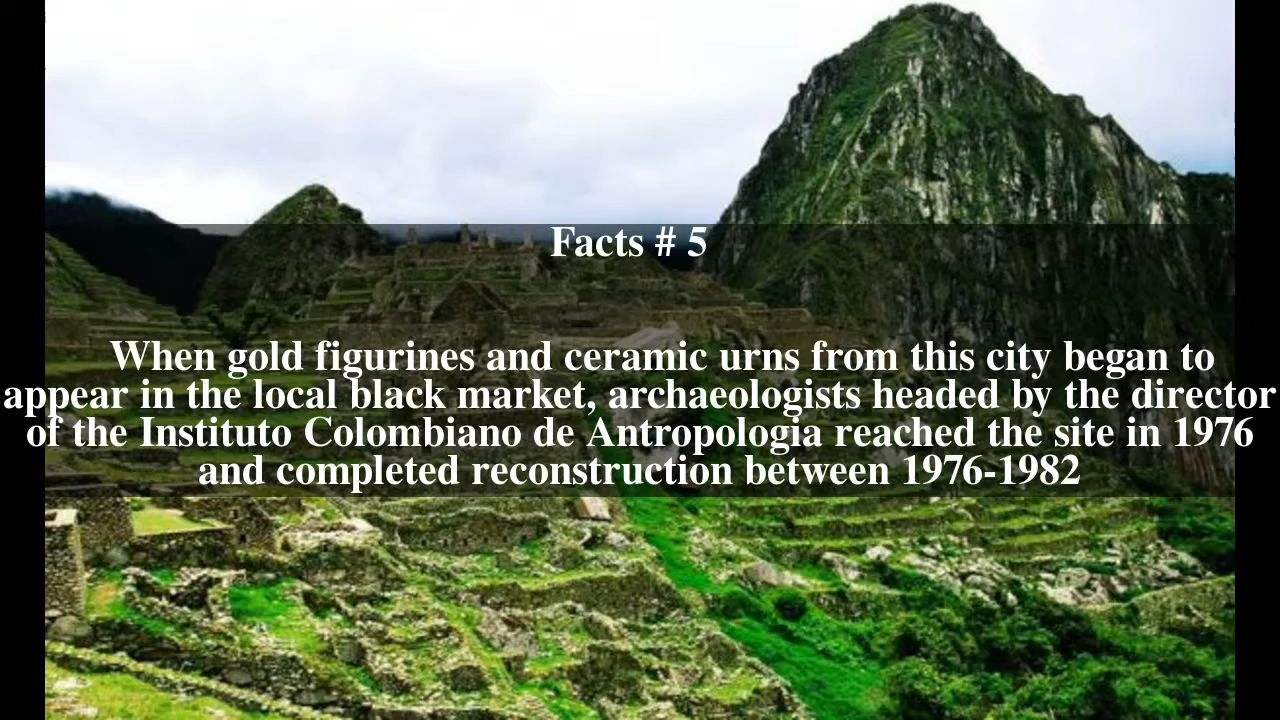 Facts # 5
When gold figurines and ceramic urns from this city began to
appear in the local black market, archaeologists headed by the director
of the Instituto Colombiano de Antropologia reached the site in 1976
and completed reconstruction between 1976-1982